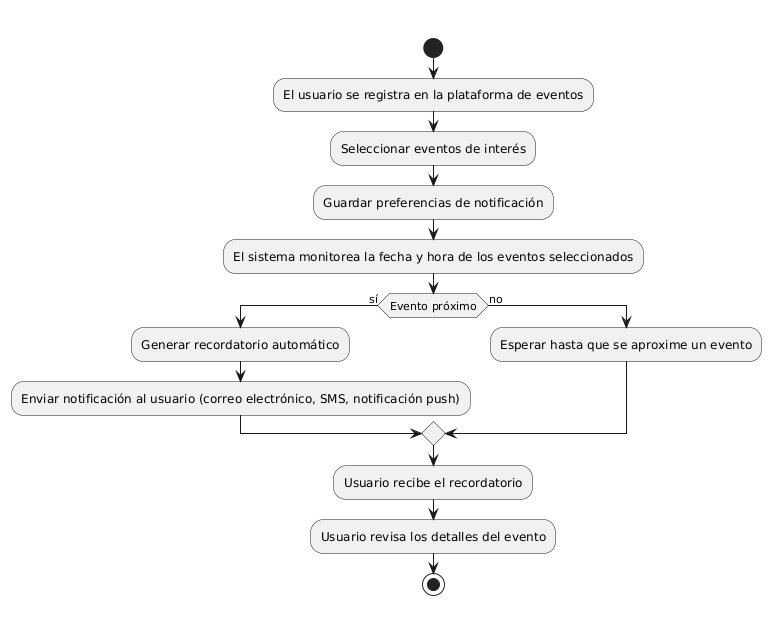 El usuario se registra en la plataforma de eventos
Seleccionar eventos de interés
Guardar preferencias de notificación
El sistema monitorea la fecha y hora de los eventos seleccionados
sí
Evento próximo
no
Generar recordatorio automático
Esperar hasta que se aproxime un evento
Enviar notificación al usuario (correo electrónico, SMS, notificación push)
Usuario recibe el recordatorio
Usuario revisa los detalles del evento